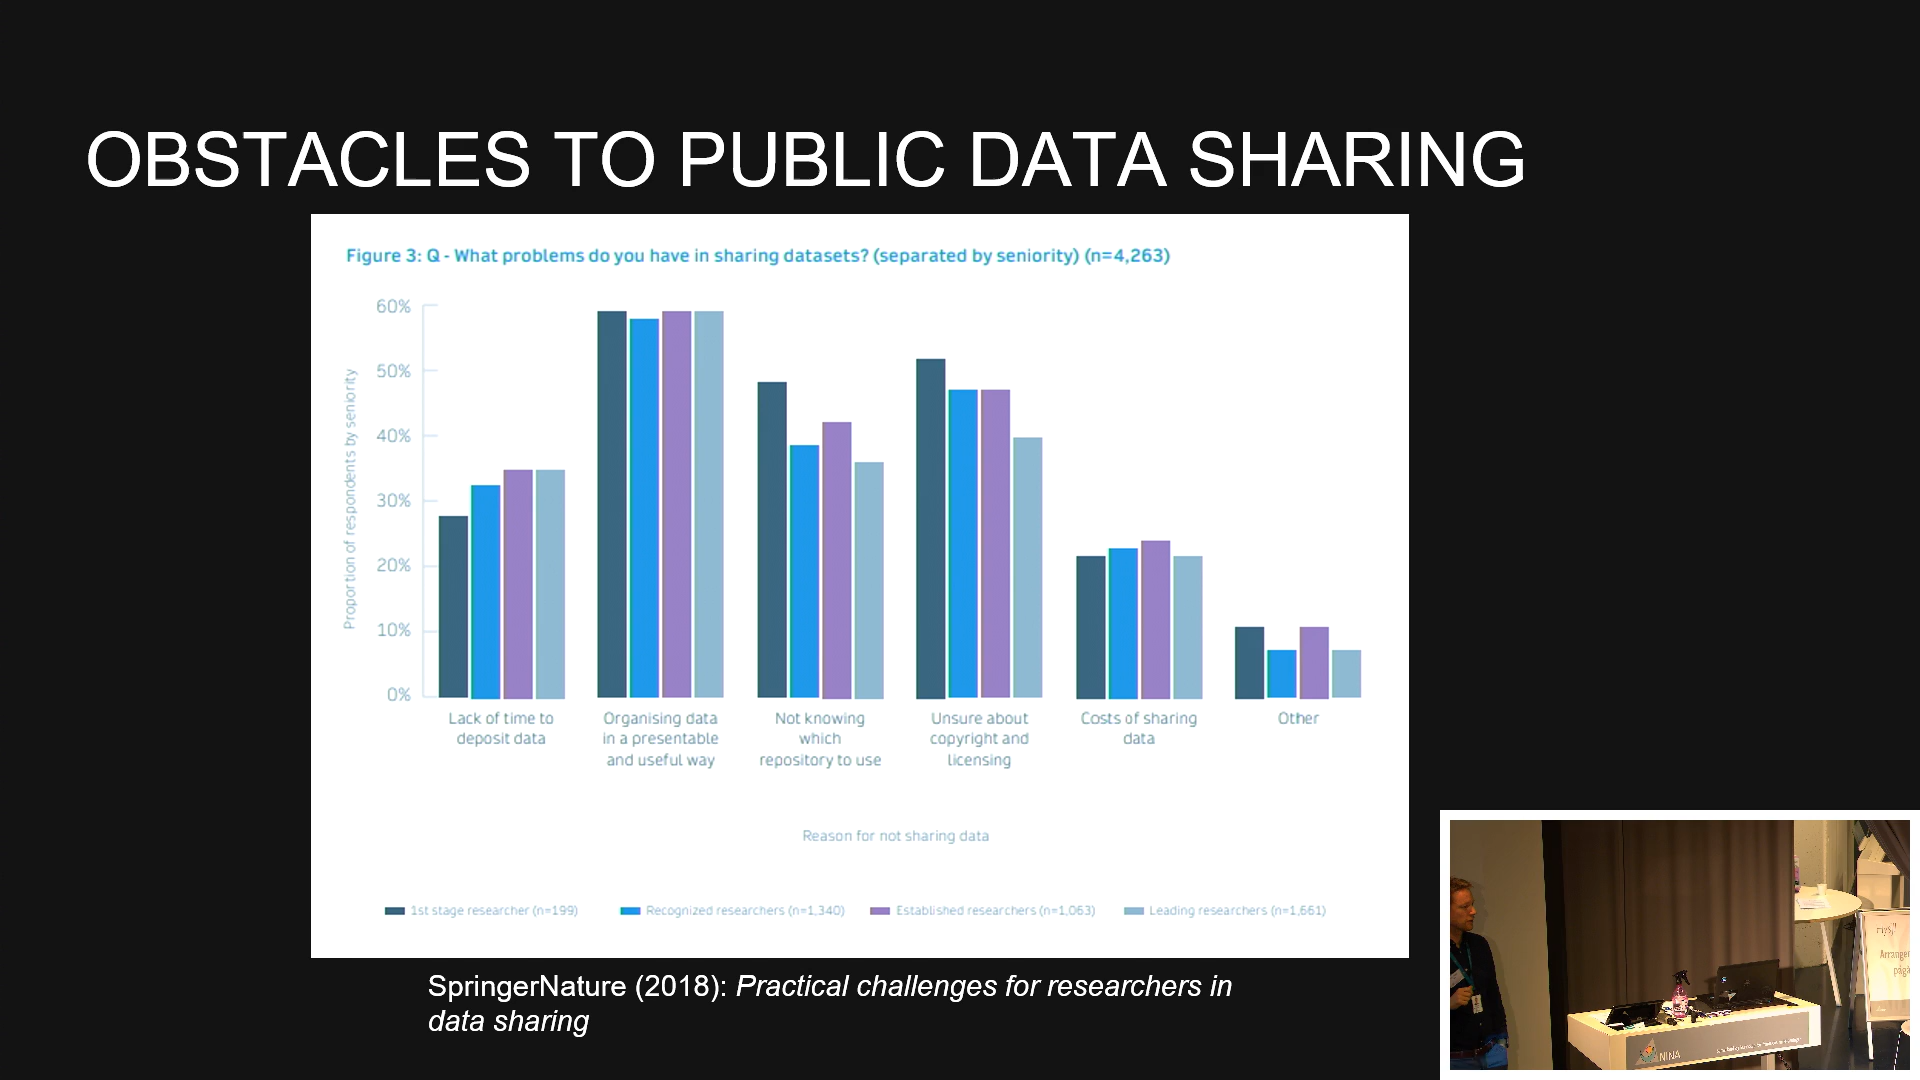 OBSTACLES TO PUBLIC DATA SHARING
Figure 3: Q - What problems do you have in sharing datasets? (separated by seniority) (n=4,263)
Proportion of respondents by seniority
60%
50%
40%
30%
20%
10%
0%
Lack of time to
deposit data
Organising data
in a presentable
and useful way
Not knowing
which
repository to use
Unsure about
copyright and
licensing
Costs of sharing
data
Other
Reason for not sharing data
1st stage researcher (n=199)
Recognized researchers (n=1,340)
Established researchers (n=1,063)
Leading researchers (n=1,661)
SpringerNature (2018): Practical challenges for researchers in
data sharing
NINA